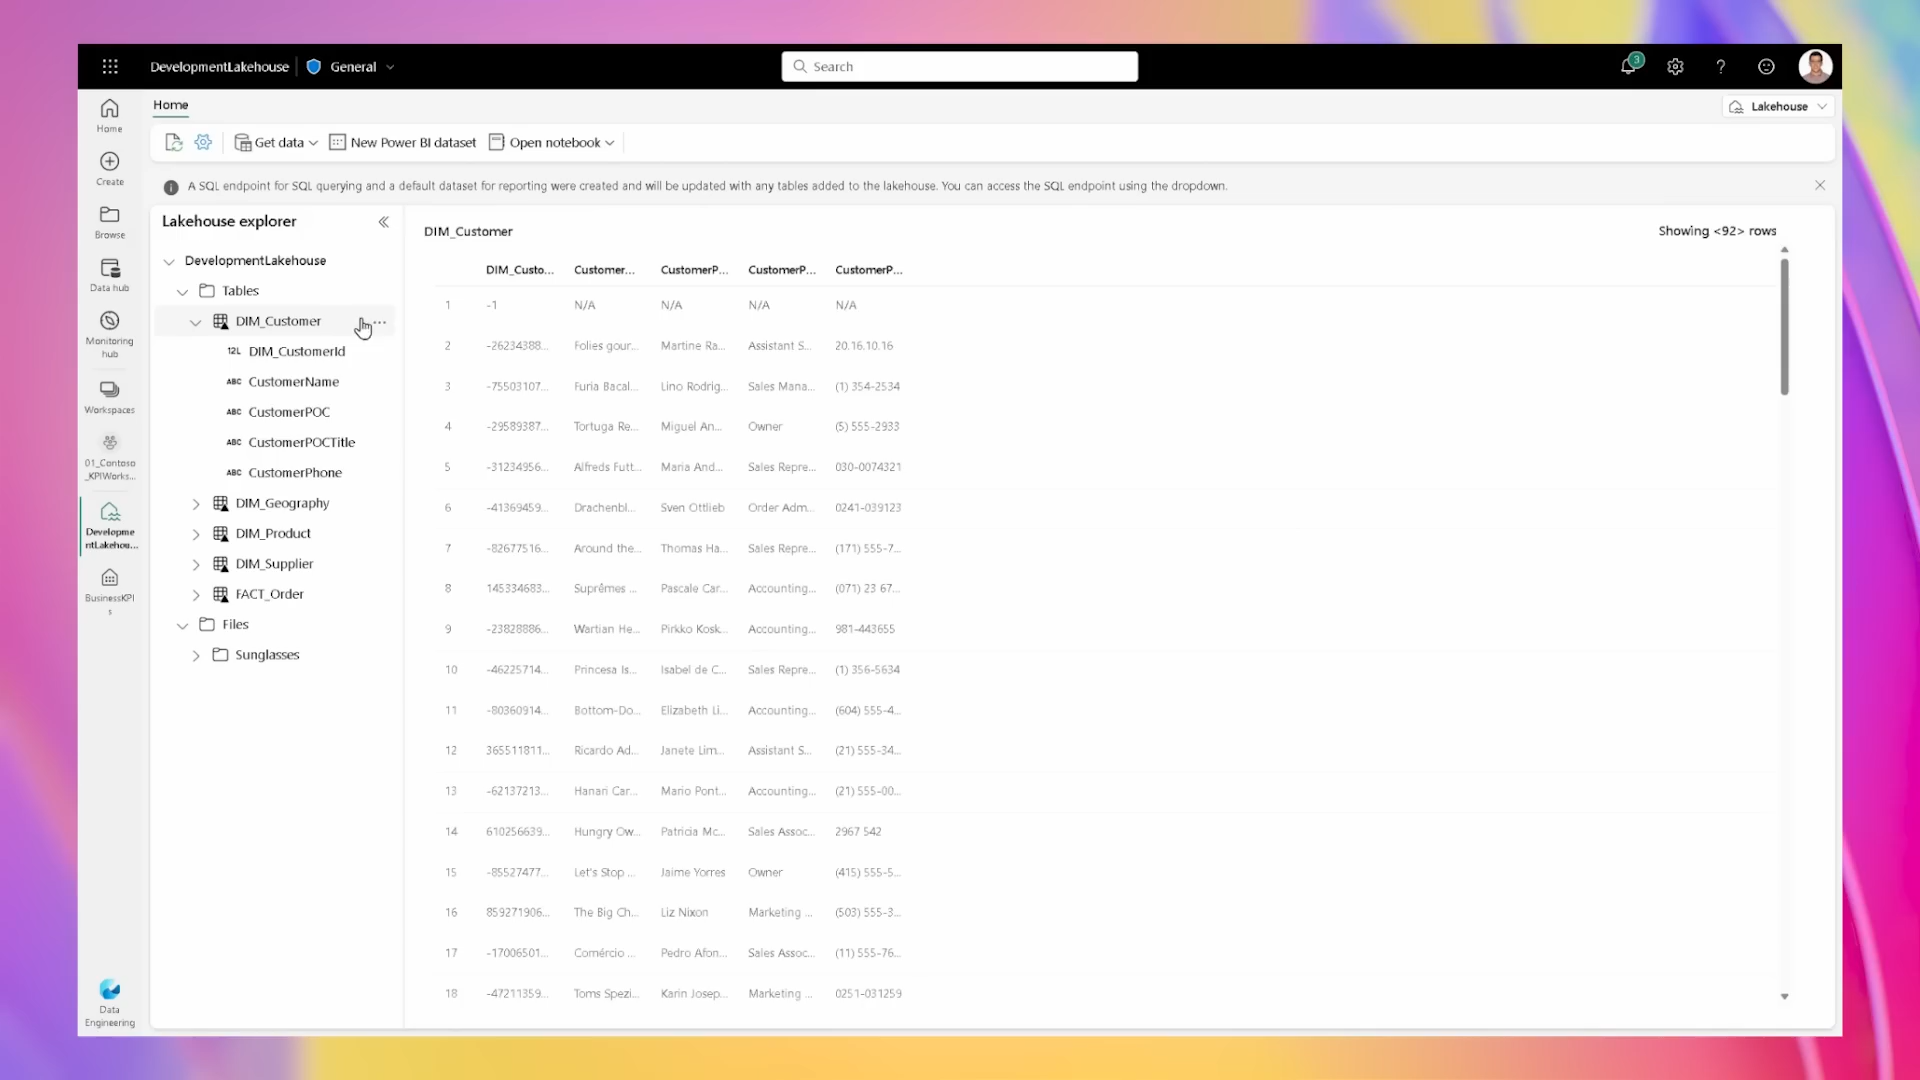 DevelopmentLakehouse General Search 3
Home Lakehouse
Get data New Power BI dataset Open notebook
A SQL endpoint for SQL querying and a default dataset for reporting were created and will be updated with any tables added to the lakehouse. You can access the SQL endpoint using the dropdown.
Home
Create
Browse
Data hub
Monitoring
hub
Workspaces
01_Contoso
_KPIWorks...
Developme
ntLakehou...
BusinessKPI
s
Data
Engineering
Lakehouse explorer
DevelopmentLakehouse
Tables
DIM_Customer ...
12L DIM_CustomerId
ABC CustomerName
ABC CustomerPOC
ABC CustomerPOCTitle
ABC CustomerPhone
DIM_Geography
DIM_Product
DIM_Supplier
FACT_Order
Files
Sunglasses
DIM_Customer Showing <92> rows
DIM_Custo... Customer... CustomerP... CustomerP... CustomerP...
1 -1 N/A N/A N/A N/A
2 -26234388... Folies gour... Martine Ra... Assistant S... 20.16.10.16
3 -75503107... Furia Bacal... Lino Rodrig... Sales Mana... (1) 354-2534
4 -29589387... Tortuga Re... Miguel An... Owner (5) 555-2933
5 -31234956... Alfreds Futt... Maria And... Sales Repre... 030-0074321
6 -41369459... Drachenbl... Sven Ottlieb Order Adm... 0241-039123
7 -82677516... Around the... Thomas Ha... Sales Repre... (171) 555-7...
8 145334683... Suprêmes ... Pascale Car... Accounting... (071) 23 67...
9 -23828886... Wartian He... Pirkko Kosk... Accounting... 981-443655
10 -46225714... Princesa Is... Isabel de C... Sales Repre... (1) 356-5634
11 -80360914... Bottom-Do... Elizabeth Li... Accounting... (604) 555-4...
12 365511811... Ricardo Ad... Janete Lim... Assistant S... (21) 555-34...
13 -62137213... Hanari Car... Mario Pont... Accounting... (21) 555-00...
14 610256639... Hungry Ow... Patricia Mc... Sales Assoc... 2967 542
15 -85527477... Let's Stop ... Jaime Yorres Owner (415) 555-5...
16 859271906... The Big Ch... Liz Nixon Marketing ... (503) 555-3...
17 -17006501... Comércio ... Pedro Afon... Sales Assoc... (11) 555-76...
18 -47211359... Toms Spezi... Karin Josep... Marketing ... 0251-031259